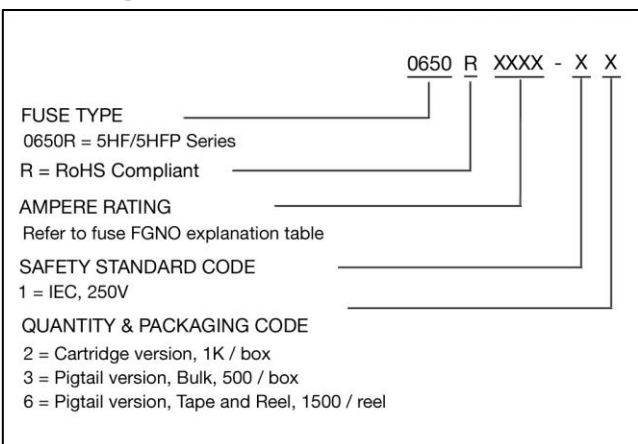 0650 R XXXX - X X
FUSE TYPE
0650R = 5HF/5HFP Series
R = RoHS Compliant
AMPERE RATING
Refer to fuse FGNO explanation table
SAFETY STANDARD CODE
1 = IEC, 250V
QUANTITY & PACKAGING CODE
2 = Cartridge version, 1K / box
3 = Pigtail version, Bulk, 500 / box
6 = Pigtail version, Tape and Reel, 1500 / reel